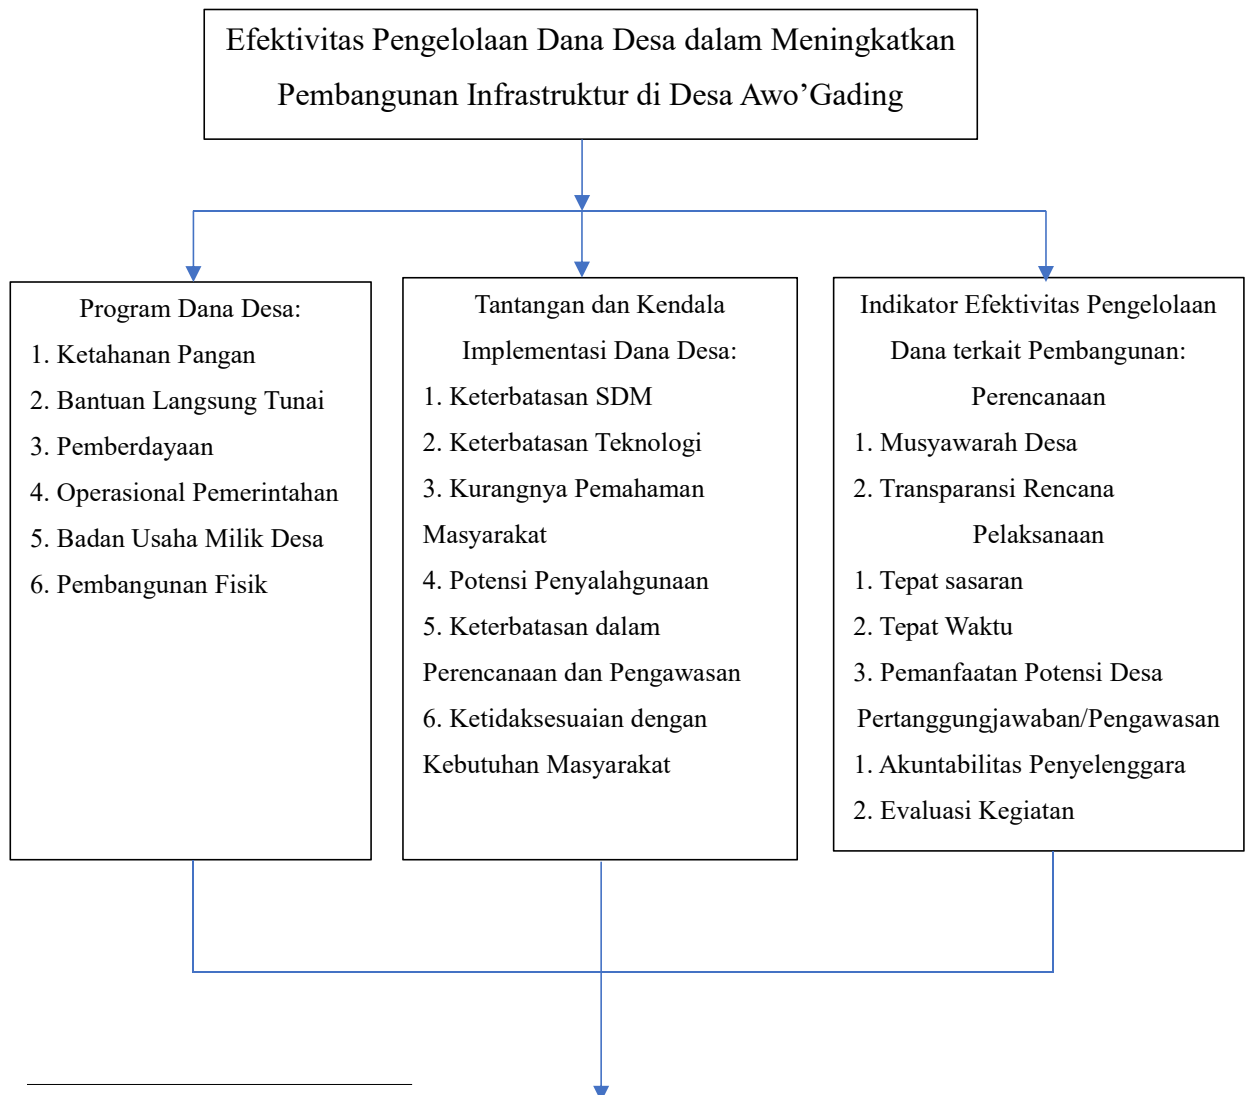 Efektivitas Pengelolaan Dana Desa dalam Meningkatkan
Pembangunan Infrastruktur di Desa Awo’Gading
Program Dana Desa:
1. Ketahanan Pangan
2. Bantuan Langsung Tunai
3. Pemberdayaan
4. Operasional Pemerintahan
5. Badan Usaha Milik Desa
6. Pembangunan Fisik
Tantangan dan Kendala
Implementasi Dana Desa:
1. Keterbatasan SDM
2. Keterbatasan Teknologi
3. Kurangnya Pemahaman
Masyarakat
4. Potensi Penyalahgunaan
5. Keterbatasan dalam
Perencanaan dan Pengawasan
6. Ketidaksesuaian dengan
Kebutuhan Masyarakat
Indikator Efektivitas Pengelolaan
Dana terkait Pembangunan:
Perencanaan
1. Musyawarah Desa
2. Transparansi Rencana
Pelaksanaan
1. Tepat sasaran
2. Tepat Waktu
3. Pemanfaatan Potensi Desa
Pertanggungjawaban/Pengawasan
1. Akuntabilitas Penyelenggara
2. Evaluasi Kegiatan